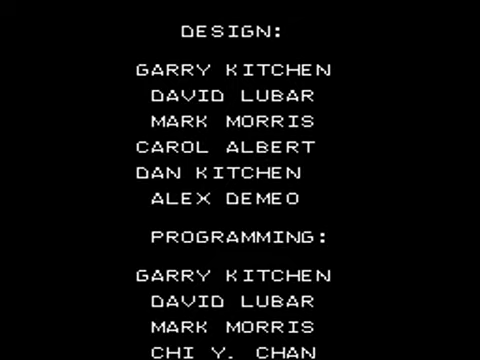 DESIGN:
GARRY KITCHEN
DAVID LUBAR
MARK MORRIS
CAROL ALBERT
DAN KITCHEN
ALEX DEMEO
PROGRAMMING:
GARRY KITCHEN
DAVID LUBAR
MARK MORRIS
CHI Y. CHAN